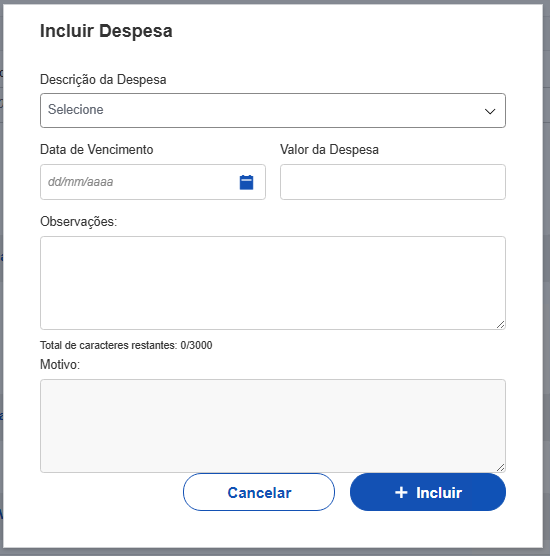 Incluir Despesa
Descrição da Despesa
Selecione
Data de Vencimento Valor da Despesa
dd/mm/aaaa
Observações:
Total de caracteres restantes: 0/3000
Motivo:
Cancelar + Incluir